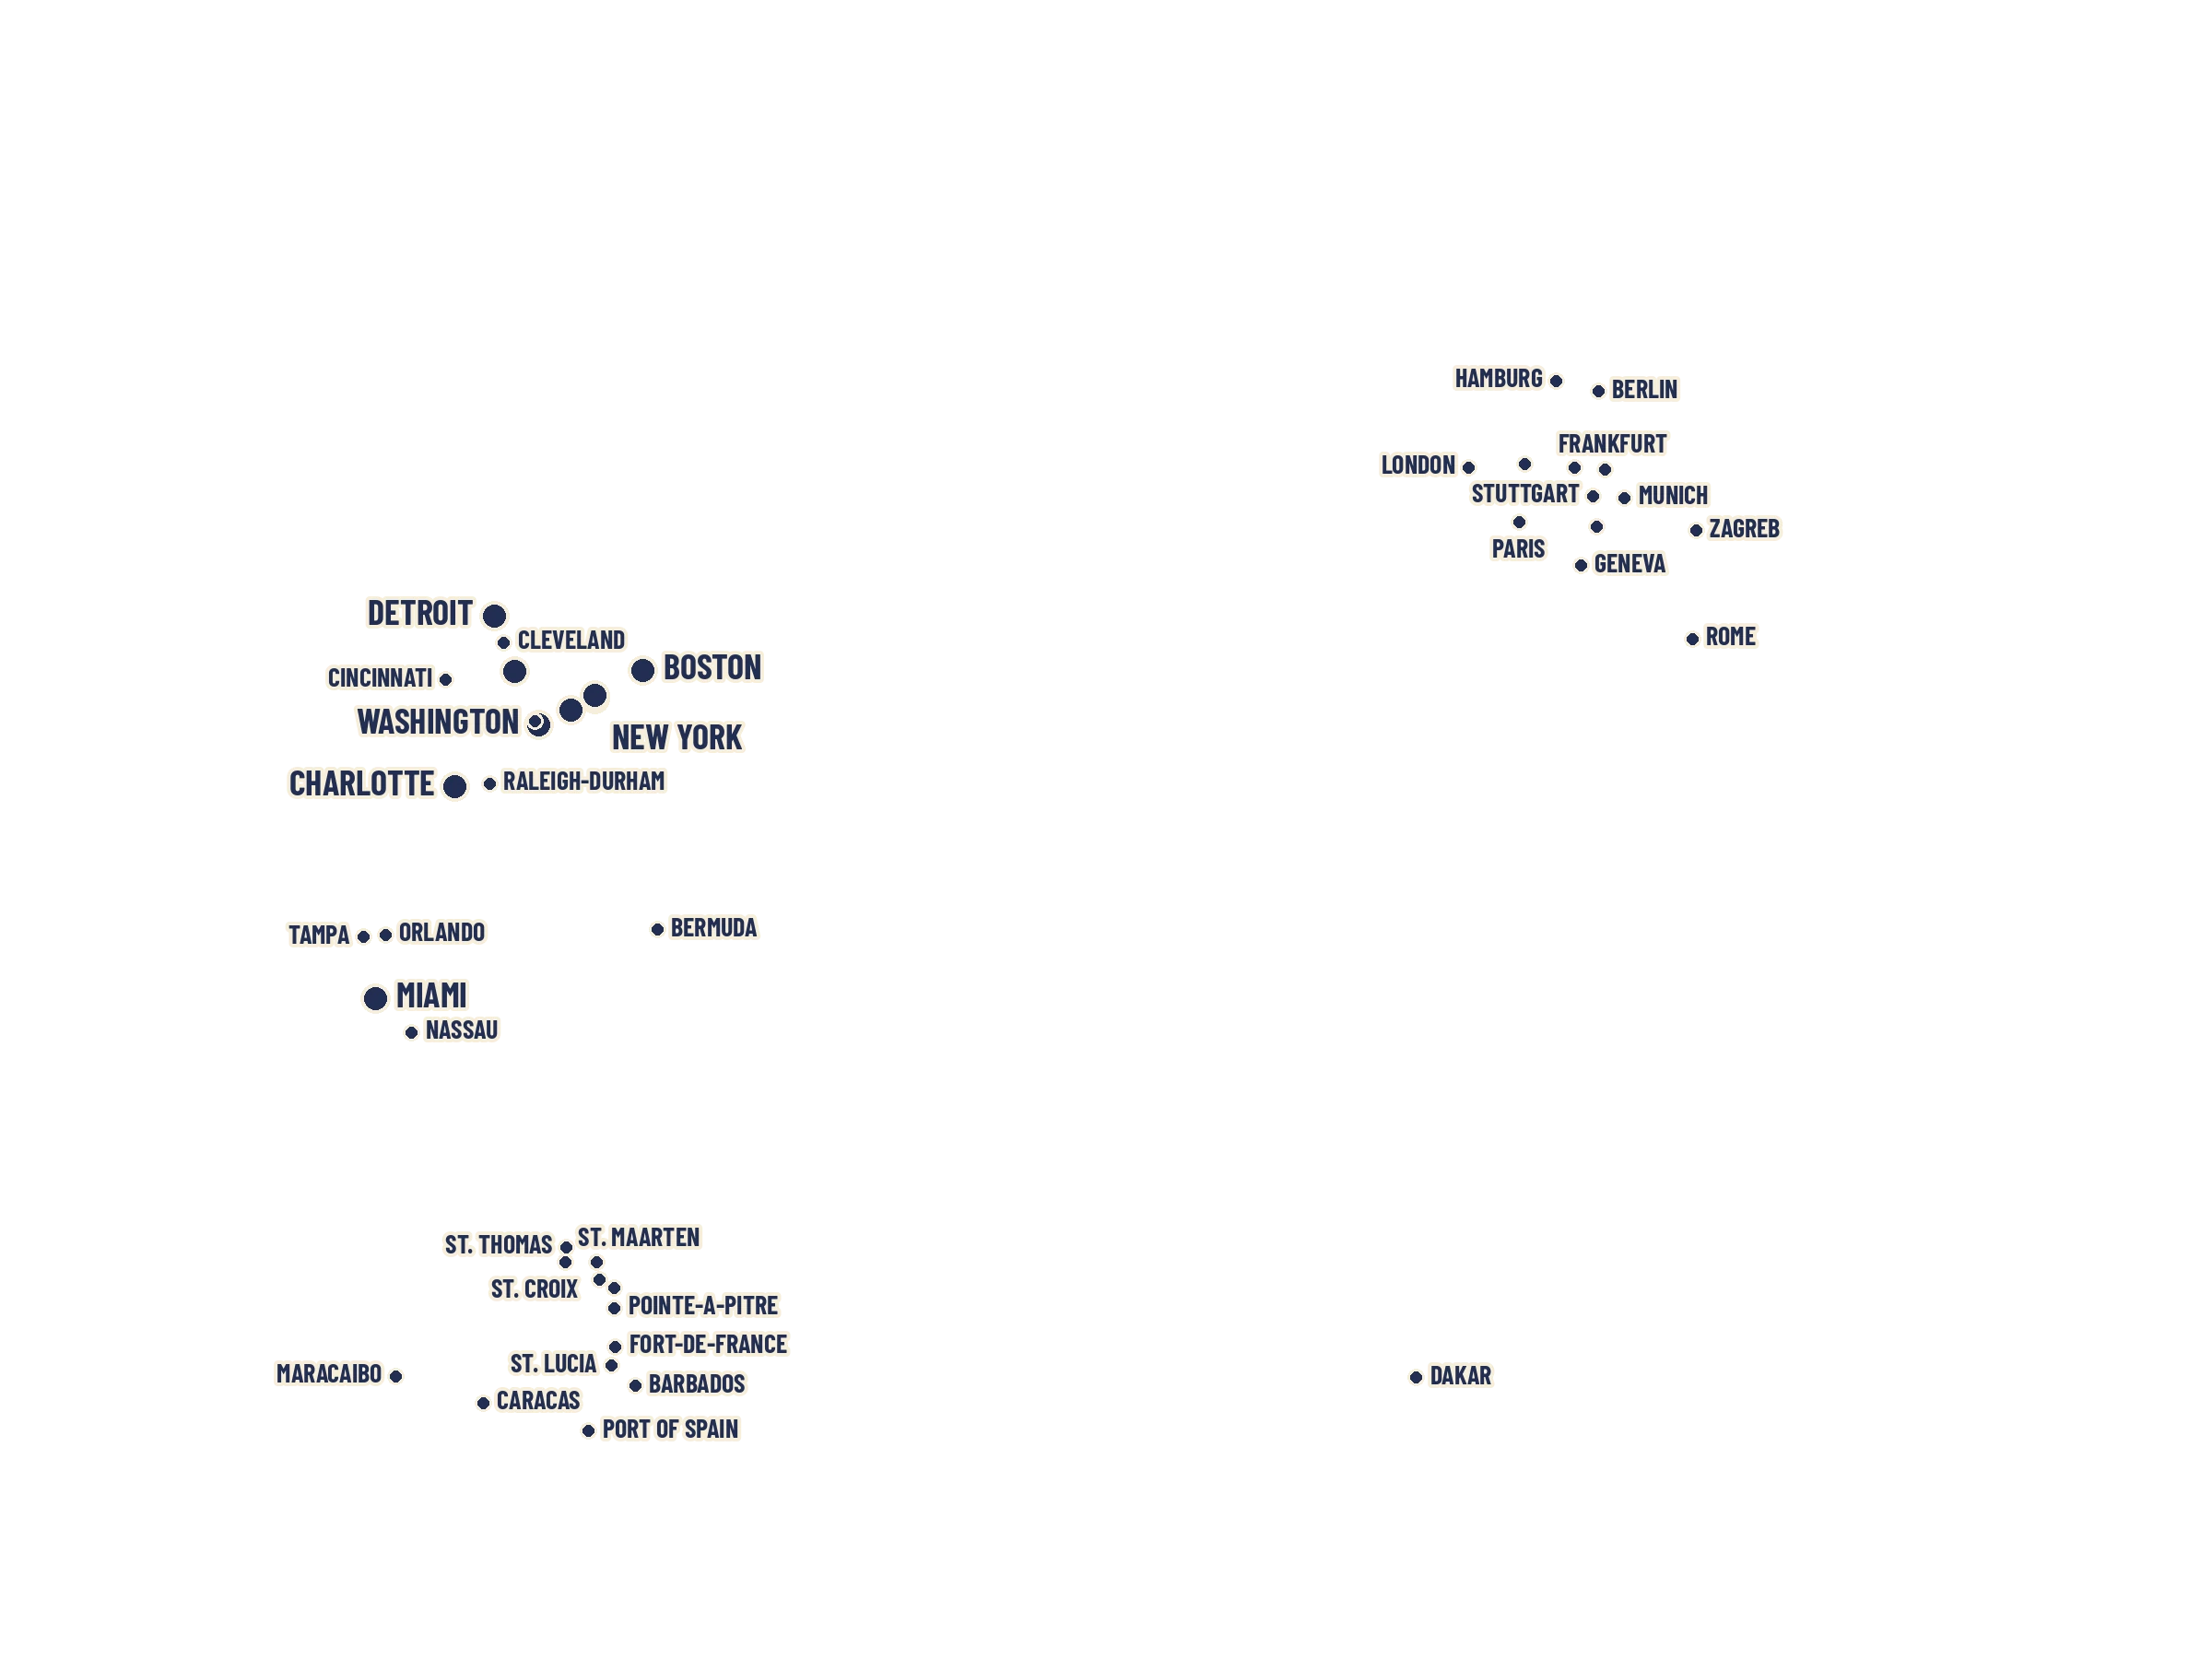 HAMBURG
BERLIN
FRANKFURT
LONDON
STUTTGART
MUNICH
ZAGREB
PARIS
GENEVA
DETROIT
CLEVELAND
ROME
BOSTON
CINCINNATI
WASHINGTON
NEW YORK
CHARLOTTE
RALEIGH-DURHAM
BERMUDA
TAMPA
ORLANDO
MIAMI
NASSAU
ST. THOMAS
ST. MAARTEN
ST. CROIX
POINTE-A-PITRE
FORT-DE-FRANCE
ST. LUCIA
MARACAIBO
BARBADOS
DAKAR
CARACAS
PORT OF SPAIN